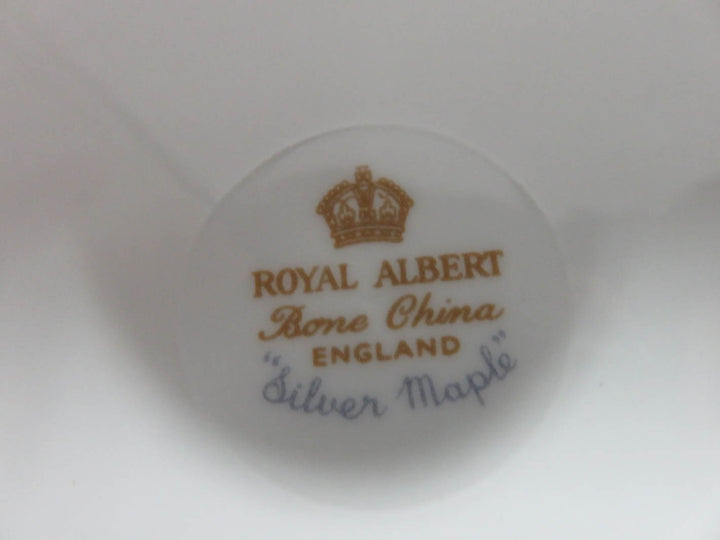 ROYAL ALBERT
Bone China
ENGLAND
"Silver Maple"